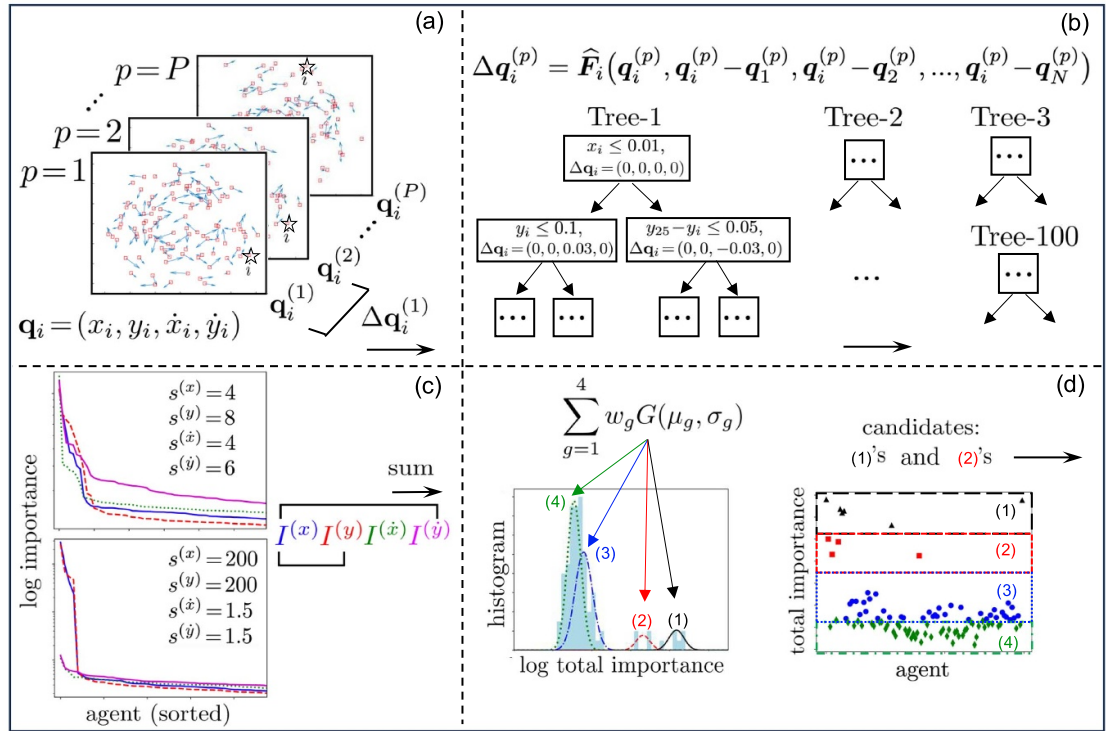 (a)
p=P
p=2
p=1
i
i
i
q_i^{(P)}
q_i^{(2)}
q_i^{(1)}
Δq_i^{(1)}
q_i=(x_i, y_i, ẋ_i, ẏ_i)
(b)
Δq_i^{(p)} = F̂_i(q_i^{(p)}, q_i^{(p)}−q_1^{(p)}, q_i^{(p)}−q_2^{(p)}, ..., q_i^{(p)}−q_N^{(p)})
Tree-1
x_i ≤ 0.01,
Δq_i=(0, 0, 0, 0)
y_i ≤ 0.1,
Δq_i=(0, 0, 0.03, 0)
y_{25}−y_i ≤ 0.05,
Δq_i=(0, 0, −0.03, 0)
...
...
...
...
Tree-2
...
...
Tree-3
...
Tree-100
...
(c)
log importance
s^{(x)}=4
s^{(y)}=8
s^{(ẋ)}=4
s^{(ẏ)}=6
s^{(x)}=200
s^{(y)}=200
s^{(ẋ)}=1.5
s^{(ẏ)}=1.5
agent (sorted)
sum
I^{(x)} I^{(y)} I^{(ẋ)} I^{(ẏ)}
(d)
∑_{g=1}^{4} w_g G(μ_g, σ_g)
histogram
(4)
(3)
(2)
(1)
log total importance
candidates:
(1)'s and (2)'s
total importance
(1)
(2)
(3)
(4)
agent